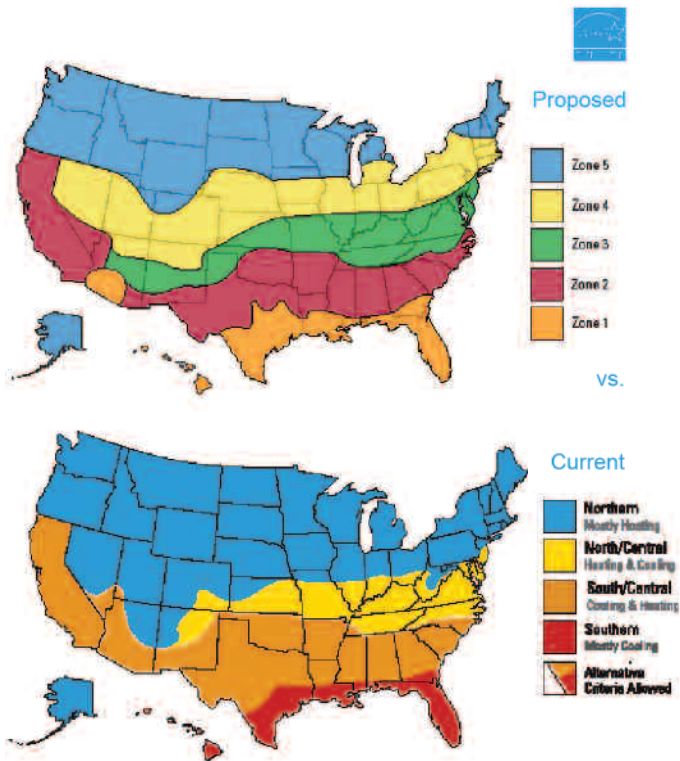 Proposed
Zone 5
Zone 4
Zone 3
Zone 2
Zone 1
vs.
Current
Northern
Mostly Heating
North/Central
Heating & Cooling
South/Central
Cooling & Heating
Southern
Mostly Cooling
Alternative
Criteria Allowed